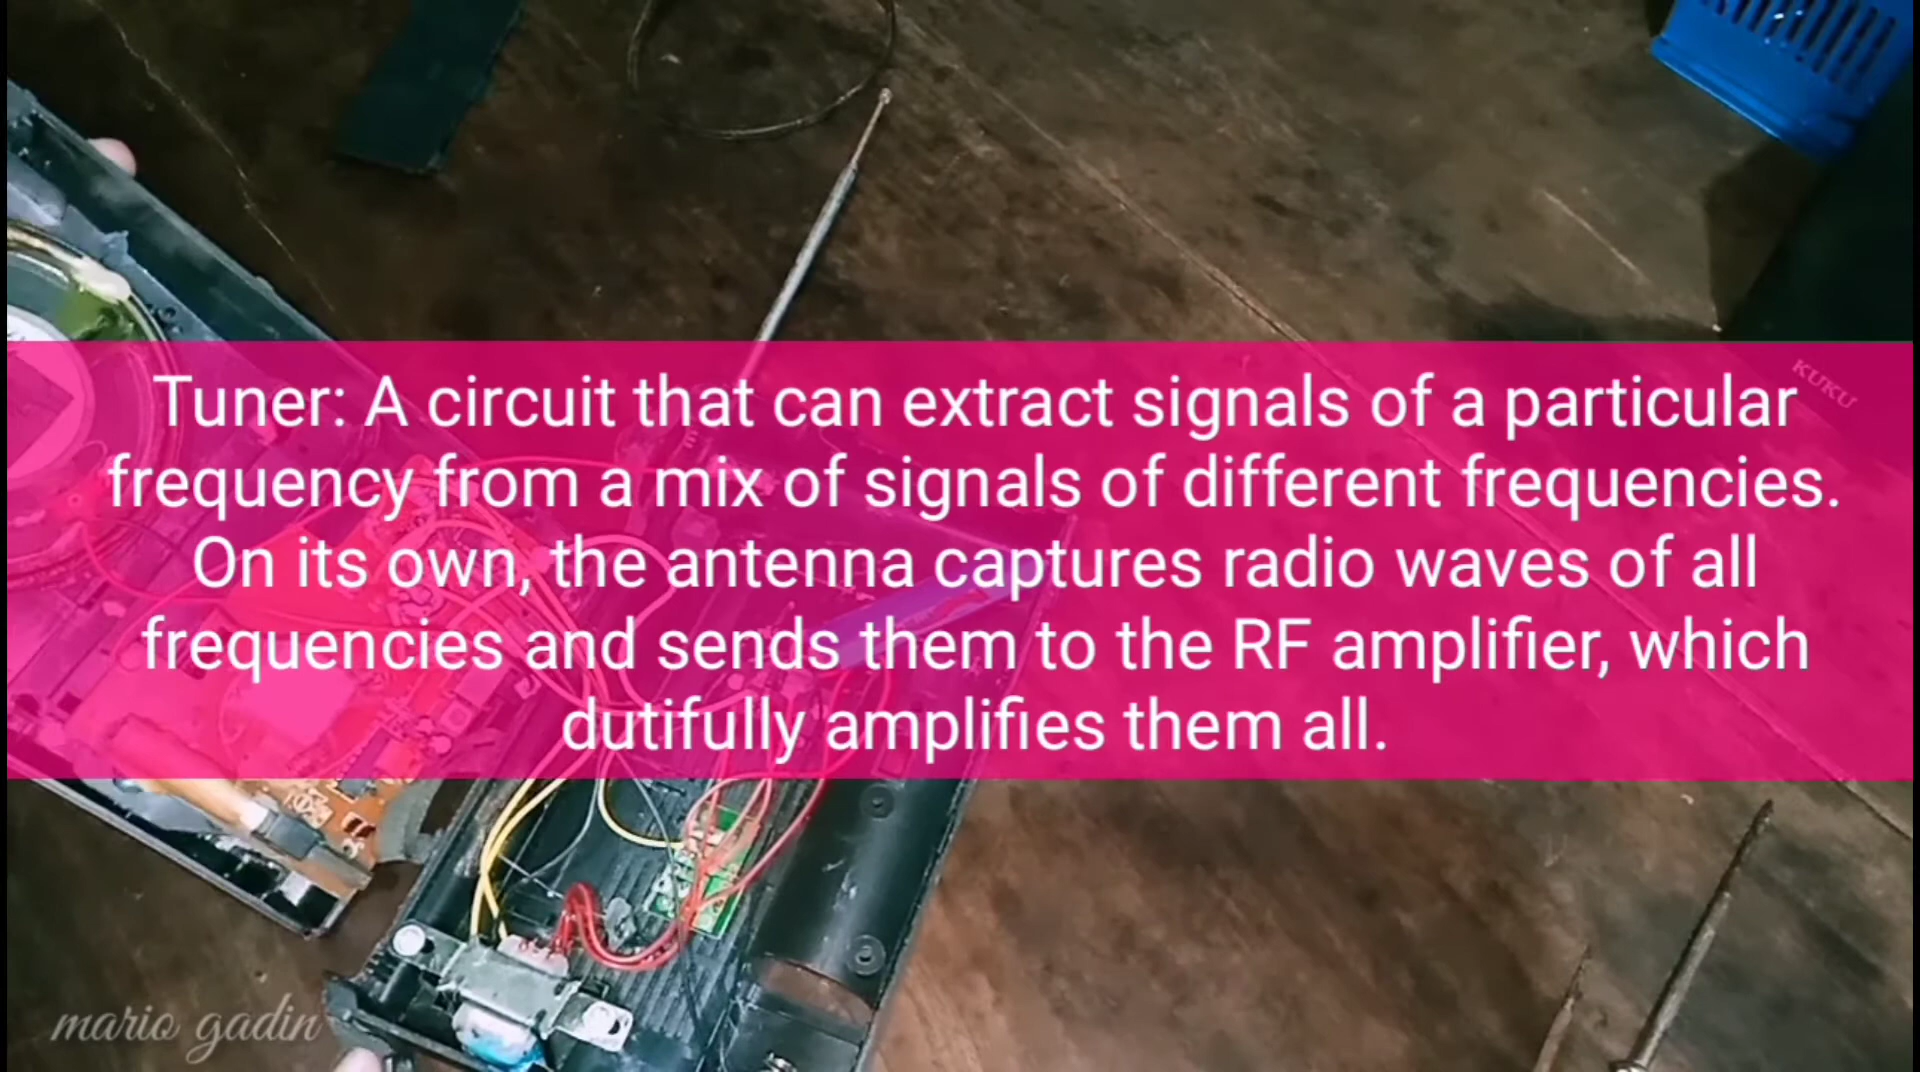 KUKU
Tuner: A circuit that can extract signals of a particular
frequency from a mix of signals of different frequencies.
On its own, the antenna captures radio waves of all
frequencies and sends them to the RF amplifier, which
dutifully amplifies them all.
mario gadin